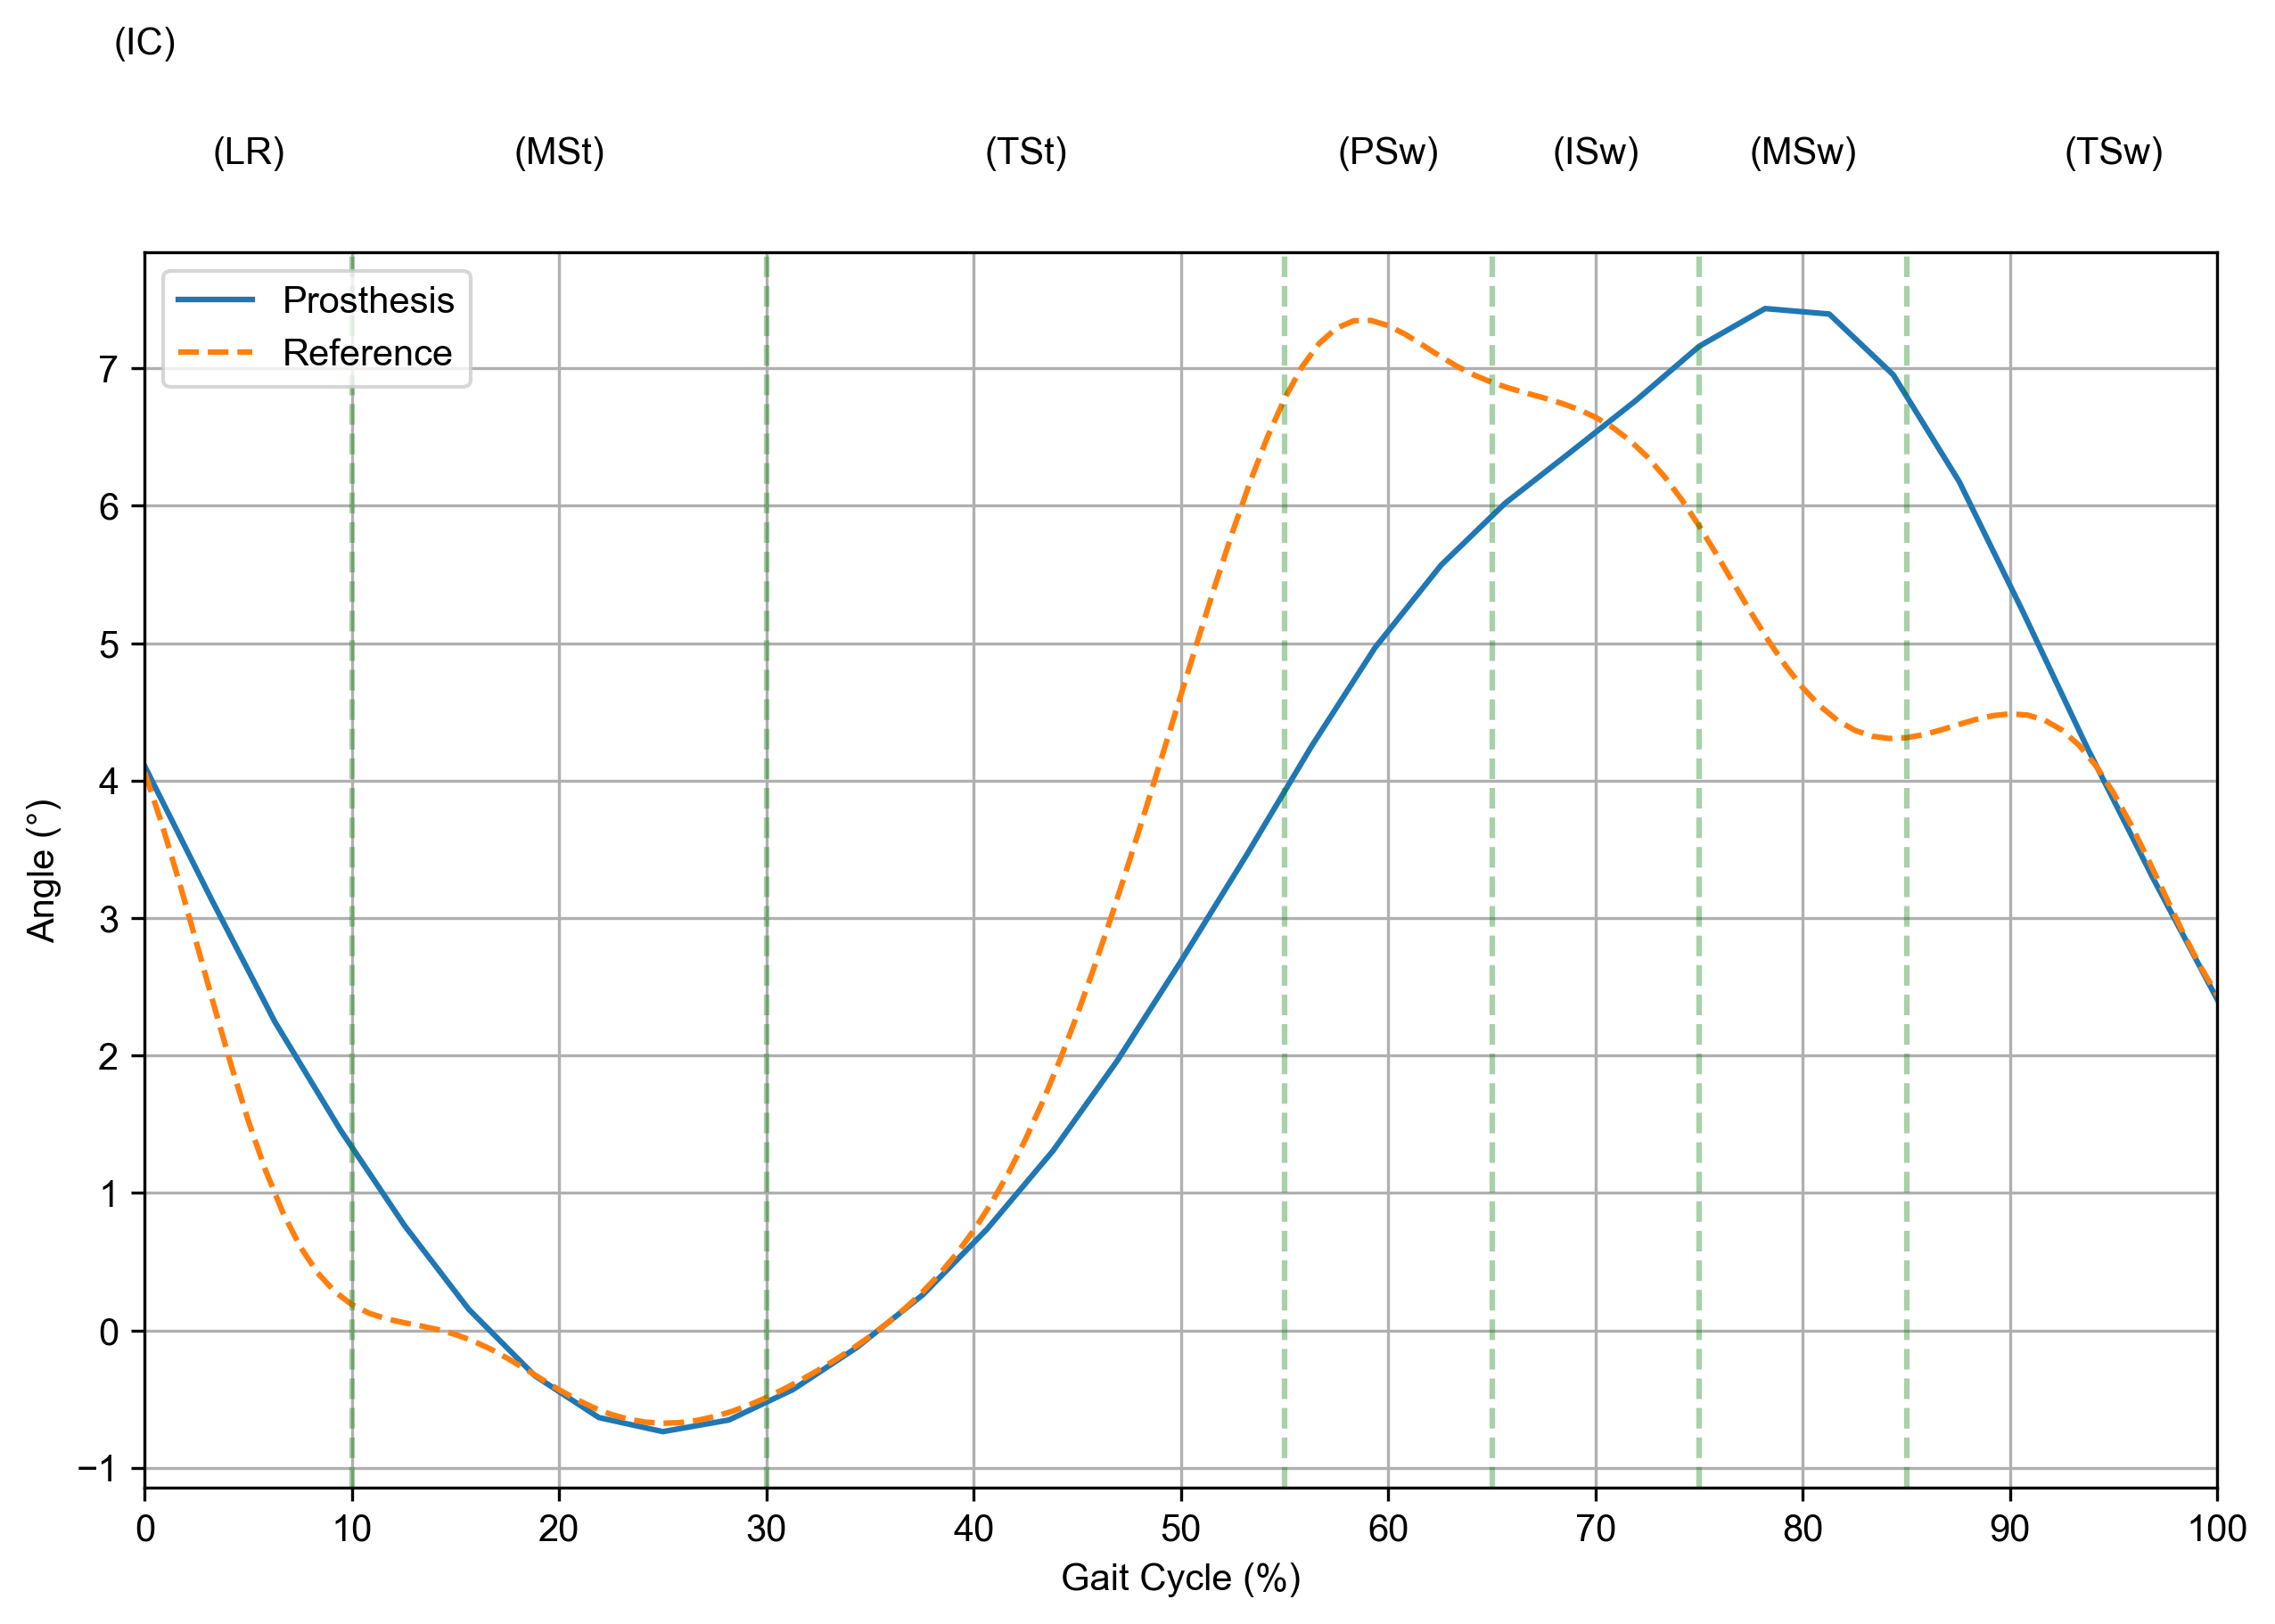 (IC)
(LR) (MSt) (TSt) (PSw) (ISw) (MSw) (TSw)
Prosthesis
Reference
7
6
5
4
3
2
1
0
−1
Angle (°)
0 10 20 30 40 50 60 70 80 90 100
Gait Cycle (%)